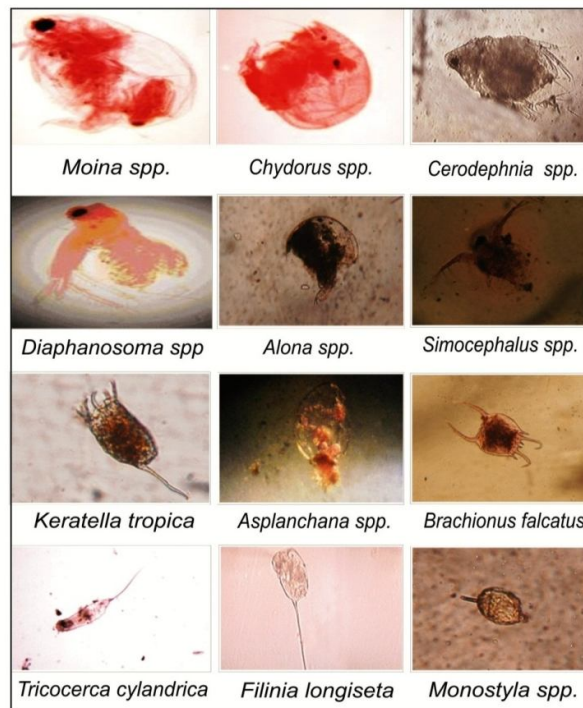 Moina spp.
Chydorus spp.
Cerodephnia spp.
Diaphanosoma spp
Alona spp.
Simocephalus spp.
Keratella tropica
Asplanchana spp.
Brachionus falcatus
Tricocerca cylandrica
Filinia longiseta
Monostyla spp.